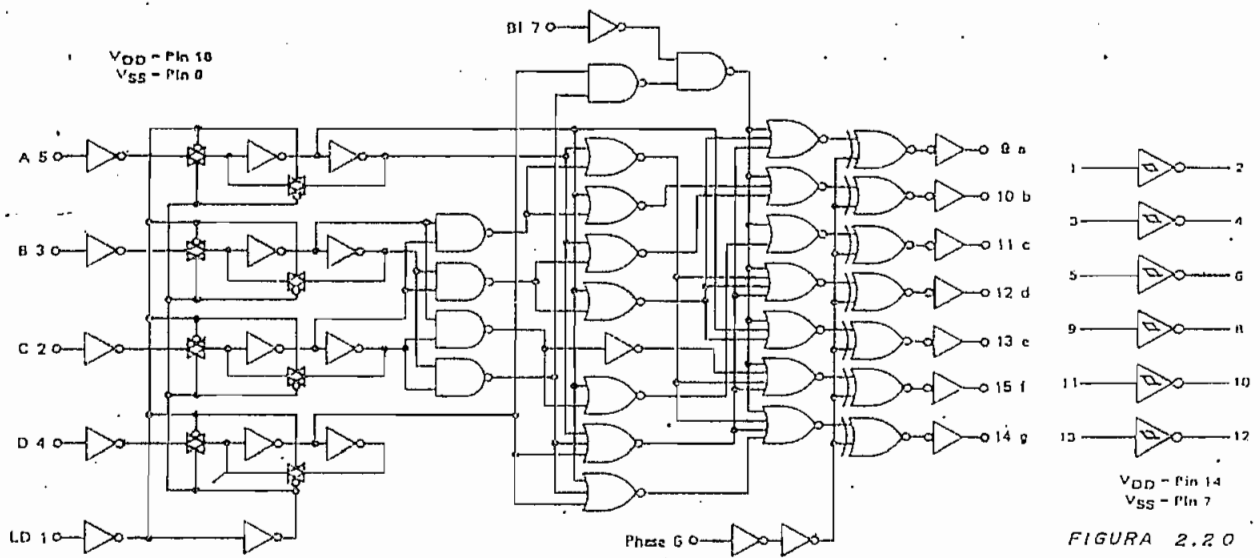 BI 7
VDD = Pin 16
VSS = Pin 8
A 5
B 3
C 2
D 4
LD 1
Phase 6
9 a
10 b
11 c
12 d
13 e
15 f
14 g
1 2
3 4
5 6
9 8
11 10
13 12
VDD = Pin 14
VSS = Pin 7
FIGURA 2.20